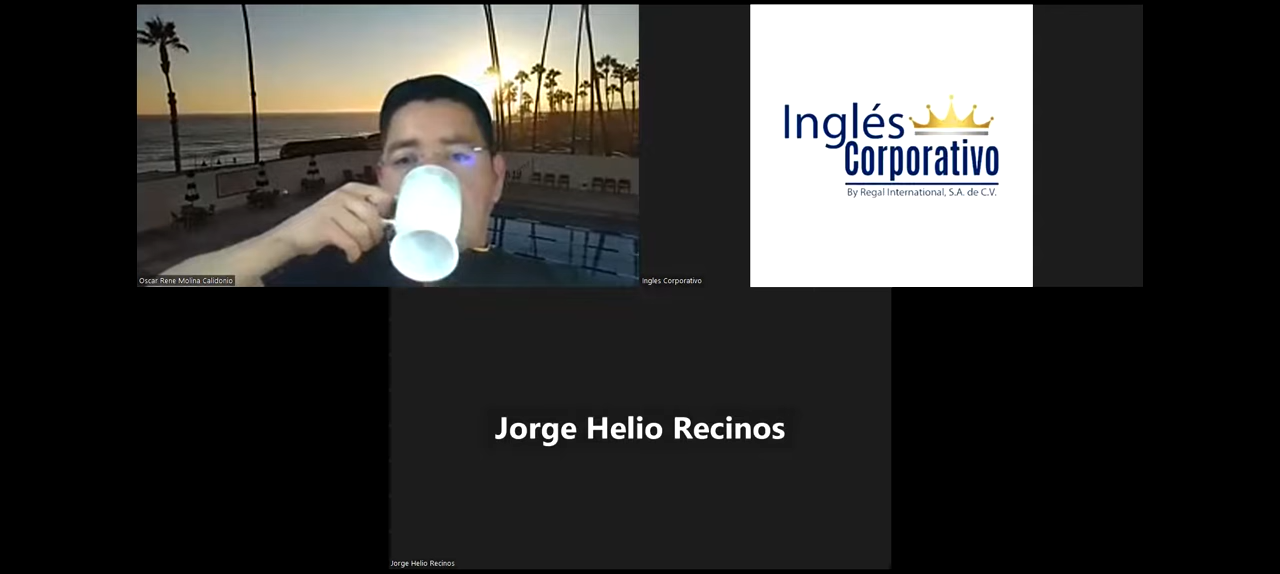 Inglés
Corporativo
By Regal International, S.A. de C.V.
Oscar Rene Molina Calidonio
Ingles Corporativo
Jorge Helio Recinos
Jorge Helio Recinos